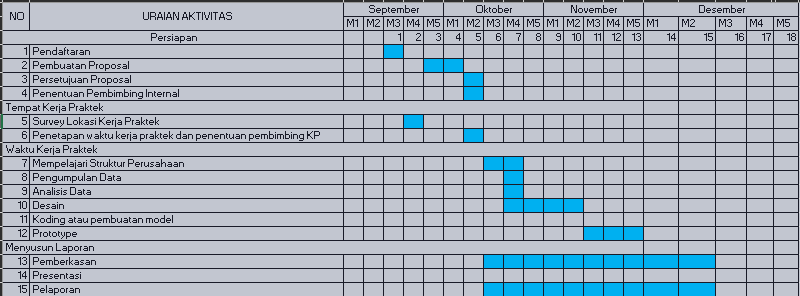 NO URAIAN AKTIVITAS September Oktober November Desember
M1 M2 M3 M4 M5 M1 M2 M3 M4 M5 M1 M2 M3 M4 M5 M1 M2 M3 M4 M5
Persiapan 1 2 3 4 5 6 7 8 9 10 11 12 13 14 15 16 17 18
1 Pendaftaran
2 Pembuatan Proposal
3 Persetujuan Proposal
4 Penentuan Pembimbing Internal
Tempat Kerja Praktek
5 Survey Lokasi Kerja Praktek
6 Penetapan waktu kerja praktek dan penentuan pembimbing KP
Waktu Kerja Praktek
7 Mempelajari Struktur Perusahaan
8 Pengumpulan Data
9 Analisis Data
10 Desain
11 Koding atau pembuatan model
12 Prototype
Menyusun Laporan
13 Pemberkasan
14 Presentasi
15 Pelaporan